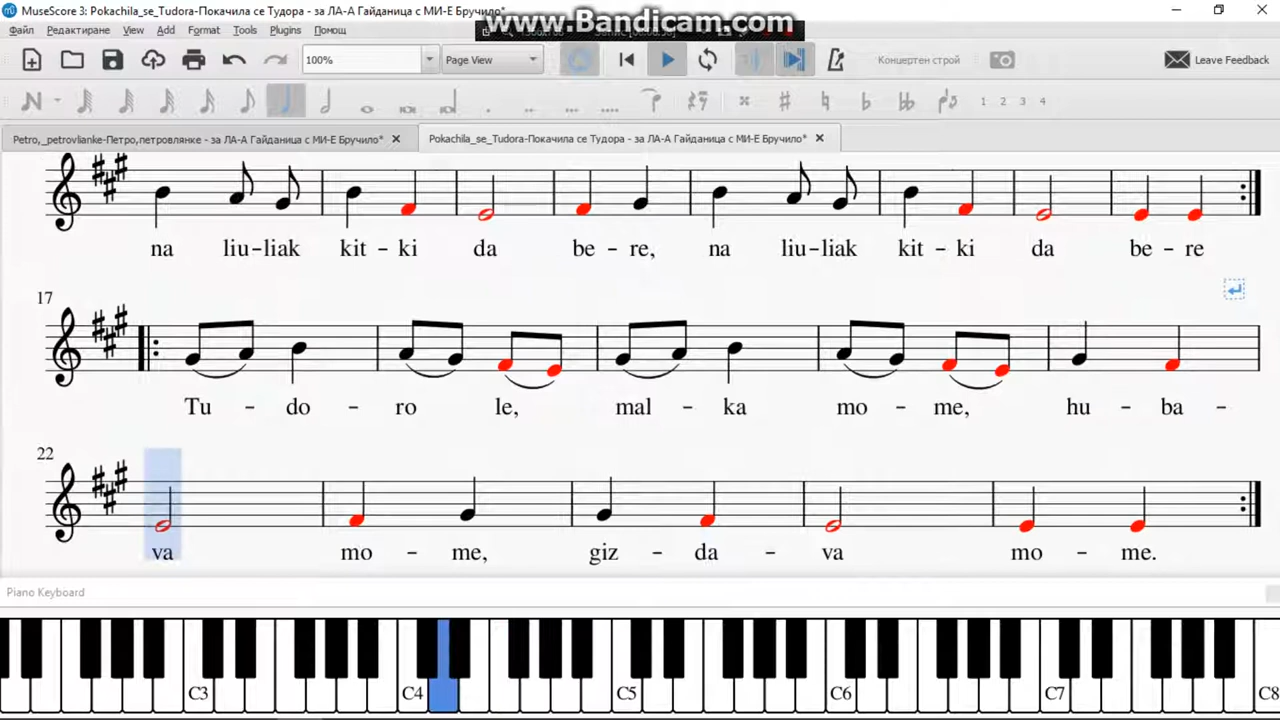 MuseScore 3: Pokachila_se_Tudora-Покачила се Тудора - за ЛА-А Гайданица с МИ-Е Бручило*
www.Bandicam.com
Файл Редактиране View Add Format Tools Plugins Помощ
100% Page View Концертен строй Leave Feedback
1 2 3 4
Petro,_petrovlianke-Петро,петровлянке - за ЛА-А Гайданица с МИ-Е Бручило*
Pokachila_se_Tudora-Покачила се Тудора - за ЛА-А Гайданица с МИ-Е Бручило*
na liu-liak kit - ki da be - re, na liu-liak kit - ki da be - re
17
Tu - do - ro le, mal - ka mo - me, hu - ba -
22
va mo - me, giz - da - va mo - me.
Piano Keyboard
C3 C4 C5 C6 C7 C8